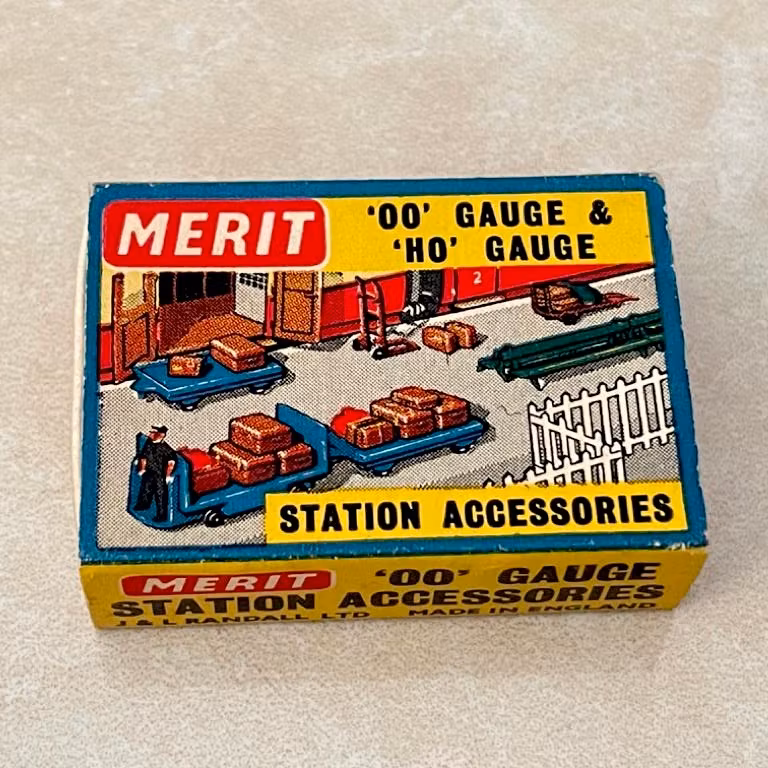 MERIT
'OO' GAUGE &
'HO' GAUGE
2
STATION ACCESSORIES
MERIT 'OO' GAUGE
STATION ACCESSORIES
J & L RANDALL LTD MADE IN ENGLAND